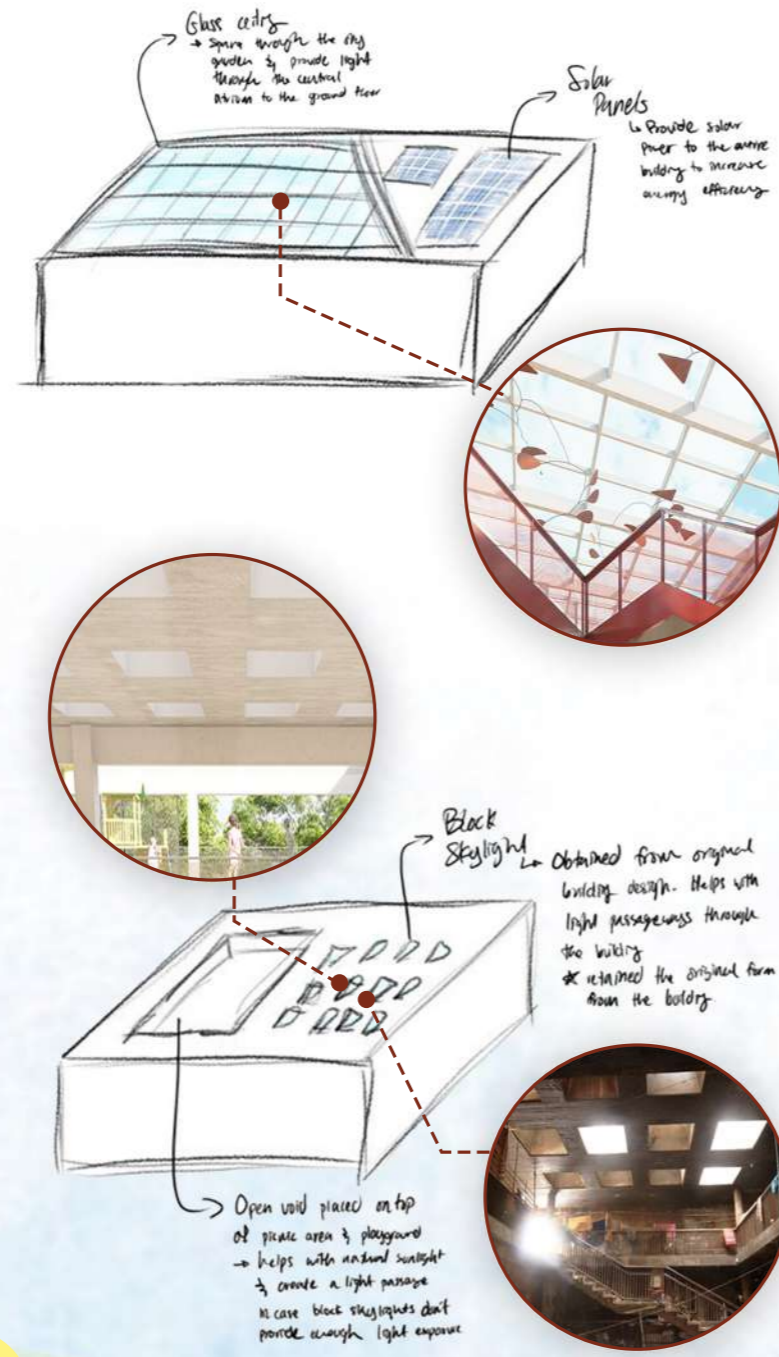 Glass ceiling
→ Spans through the sky
garden & provide light
through the central
atrium to the ground floor
Solar
Panels
↳ Provide solar
power to the entire
building to increase
energy efficiency
Block
Skylight
↳ Obtained from original
building design. Helps with
light passageways through
the building
* retained the original form
from the building
Open void placed on top
of picnic area & playground
→ helps with natural sunlight
& create a light passage
in case block skylights don't
provide enough light exposure